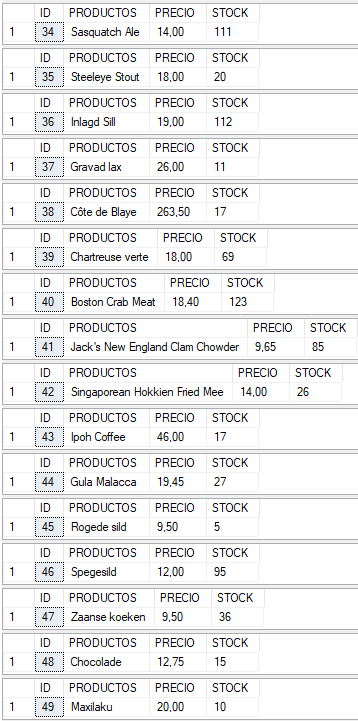 ID PRODUCTOS PRECIO STOCK
1 34 Sasquatch Ale 14,00 111
ID PRODUCTOS PRECIO STOCK
1 35 Steeleye Stout 18,00 20
ID PRODUCTOS PRECIO STOCK
1 36 Inlagd Sill 19,00 112
ID PRODUCTOS PRECIO STOCK
1 37 Gravad lax 26,00 11
ID PRODUCTOS PRECIO STOCK
1 38 Côte de Blaye 263,50 17
ID PRODUCTOS PRECIO STOCK
1 39 Chartreuse verte 18,00 69
ID PRODUCTOS PRECIO STOCK
1 40 Boston Crab Meat 18,40 123
ID PRODUCTOS PRECIO STOCK
1 41 Jack's New England Clam Chowder 9,65 85
ID PRODUCTOS PRECIO STOCK
1 42 Singaporean Hokkien Fried Mee 14,00 26
ID PRODUCTOS PRECIO STOCK
1 43 Ipoh Coffee 46,00 17
ID PRODUCTOS PRECIO STOCK
1 44 Gula Malacca 19,45 27
ID PRODUCTOS PRECIO STOCK
1 45 Rogede sild 9,50 5
ID PRODUCTOS PRECIO STOCK
1 46 Spegesild 12,00 95
ID PRODUCTOS PRECIO STOCK
1 47 Zaanse koeken 9,50 36
ID PRODUCTOS PRECIO STOCK
1 48 Chocolade 12,75 15
ID PRODUCTOS PRECIO STOCK
1 49 Maxilaku 20,00 10